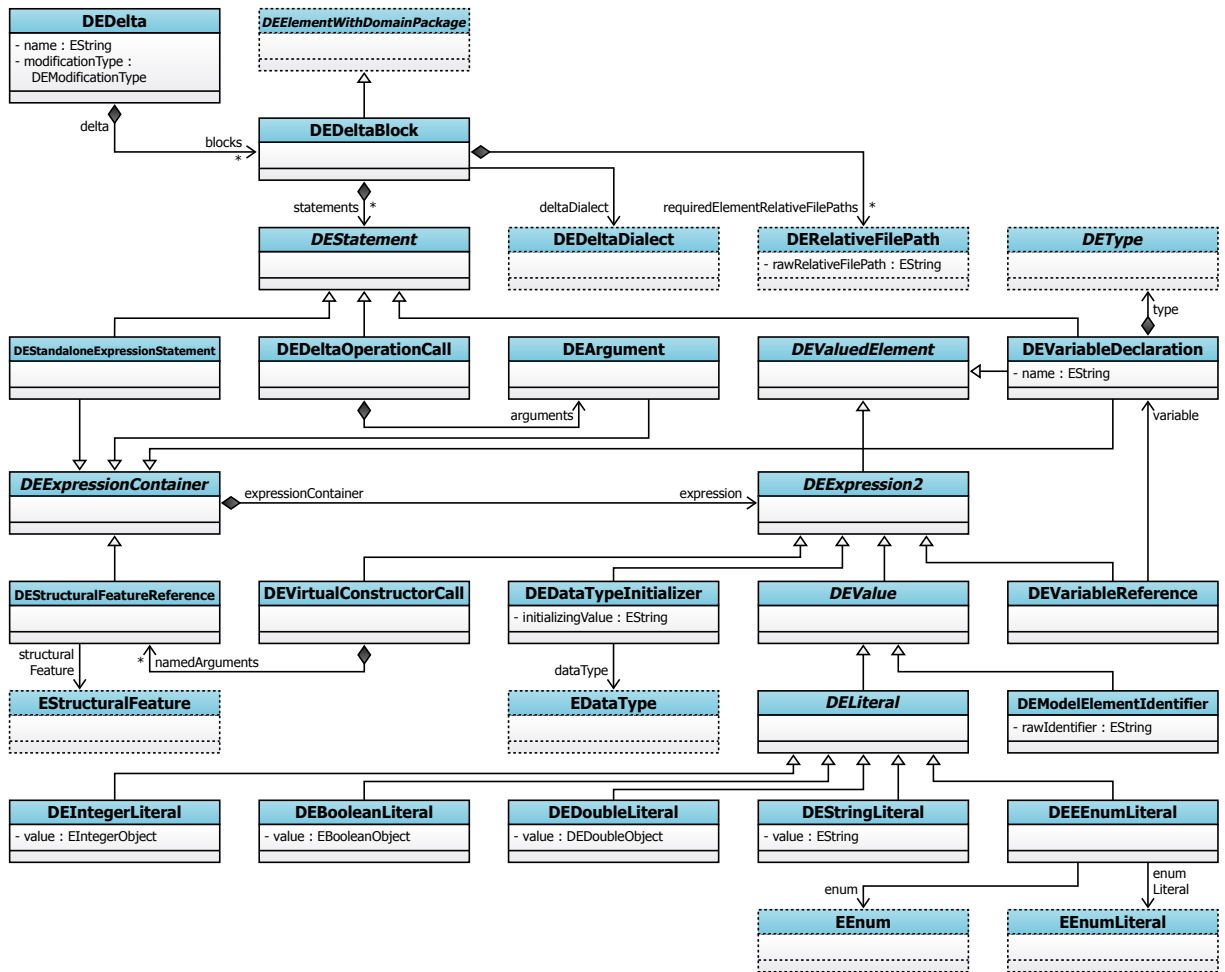 DEDelta
- name : EString
- modificationType :
DEModificationType
DEElementWithDomainPackage
delta
blocks
*
DEDeltaBlock
statements
*
deltaDialect
requiredElementRelativeFilePaths
*
DEStatement
DEDeltaDialect
DERelativeFilePath
- rawRelativeFilePath : EString
DEType
type
DEStandaloneExpressionStatement
DEDeltaOperationCall
DEArgument
DEValuedElement
DEVariableDeclaration
- name : EString
arguments
variable
DEExpressionContainer
expressionContainer
expression
DEExpression2
DEStructuralFeatureReference
DEVirtualConstructorCall
DEDataTypeInitializer
- initializingValue : EString
DEValue
DEVariableReference
structural
Feature
*
namedArguments
dataType
EStructuralFeature
EDataType
DELiteral
DEModelElementIdentifier
- rawIdentifier : EString
DEIntegerLiteral
- value : EIntegerObject
DEBooleanLiteral
- value : EBooleanObject
DEDoubleLiteral
- value : DEDoubleObject
DEStringLiteral
- value : EString
DEEEnumLiteral
enum
enum
Literal
EEnum
EEnumLiteral